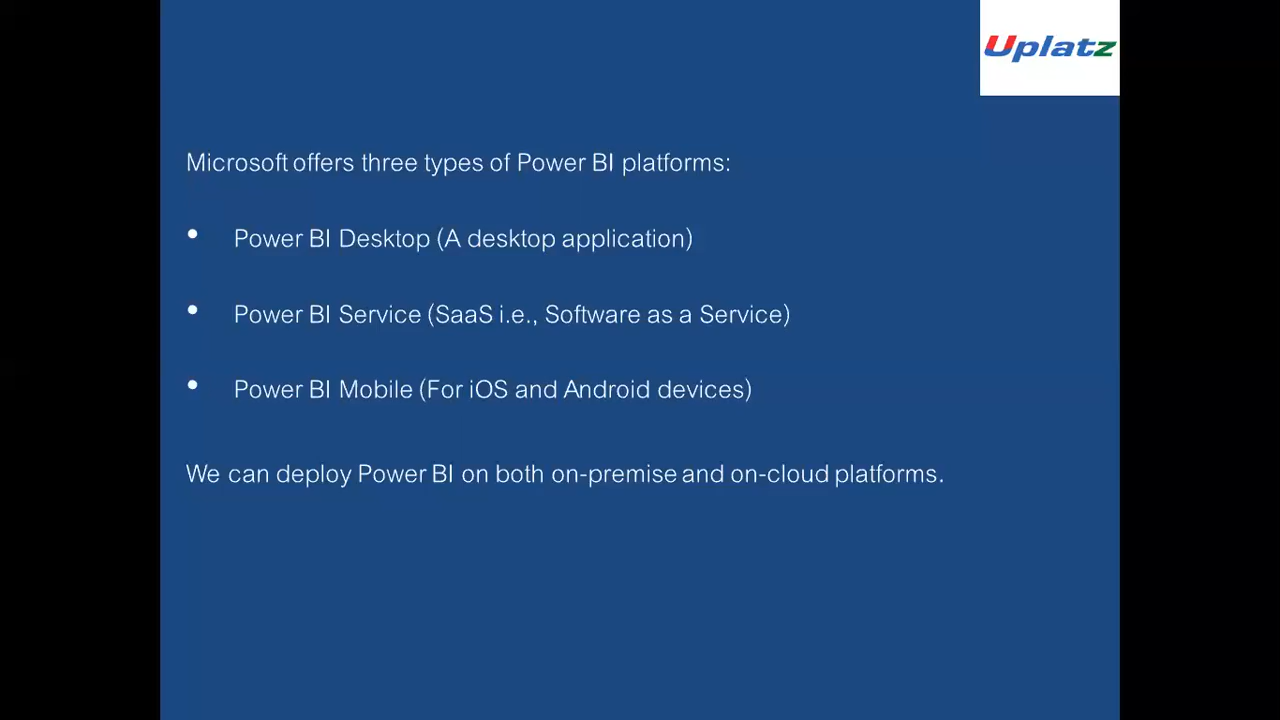 Uplatz
Microsoft offers three types of Power BI platforms:
• Power BI Desktop (A desktop application)
• Power BI Service (SaaS i.e., Software as a Service)
• Power BI Mobile (For iOS and Android devices)
We can deploy Power BI on both on-premise and on-cloud platforms.